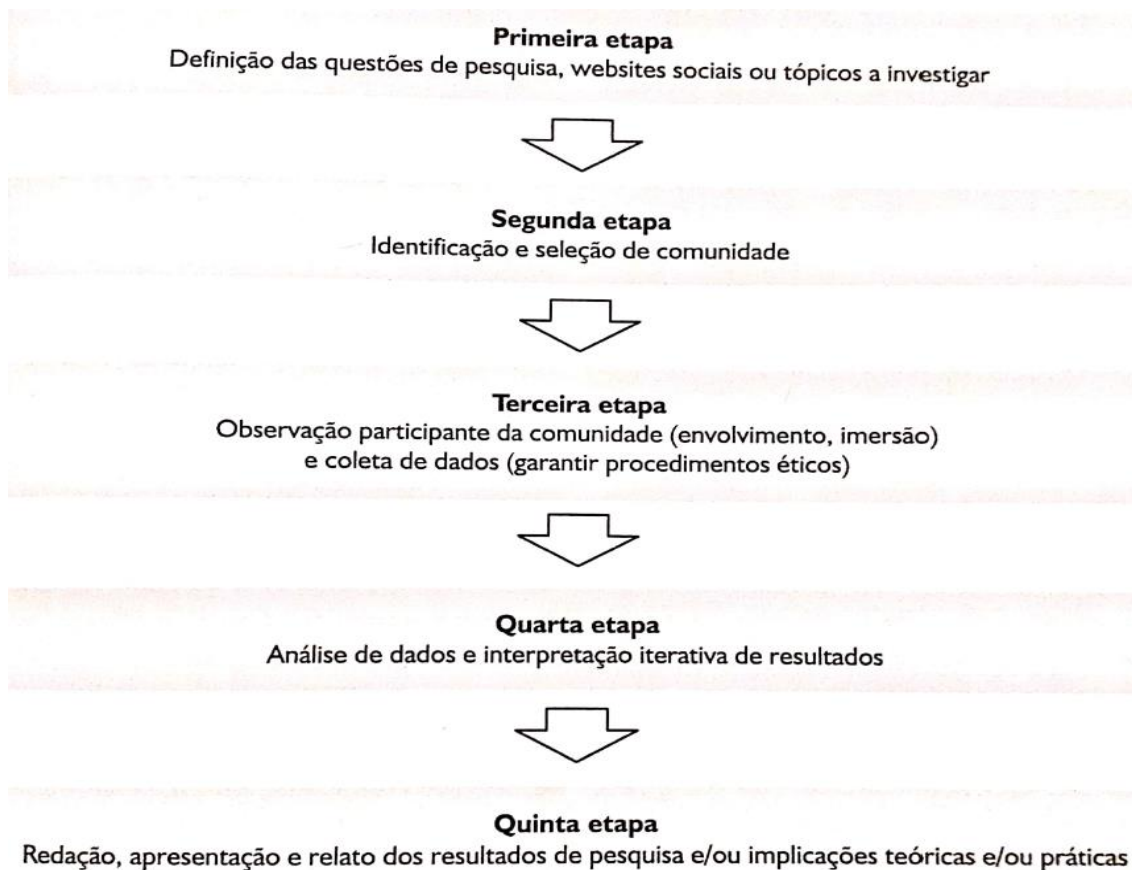 Primeira etapa
Definição das questões de pesquisa, websites sociais ou tópicos a investigar
Segunda etapa
Identificação e seleção de comunidade
Terceira etapa
Observação participante da comunidade (envolvimento, imersão)
e coleta de dados (garantir procedimentos éticos)
Quarta etapa
Análise de dados e interpretação iterativa de resultados
Quinta etapa
Redação, apresentação e relato dos resultados de pesquisa e/ou implicações teóricas e/ou práticas